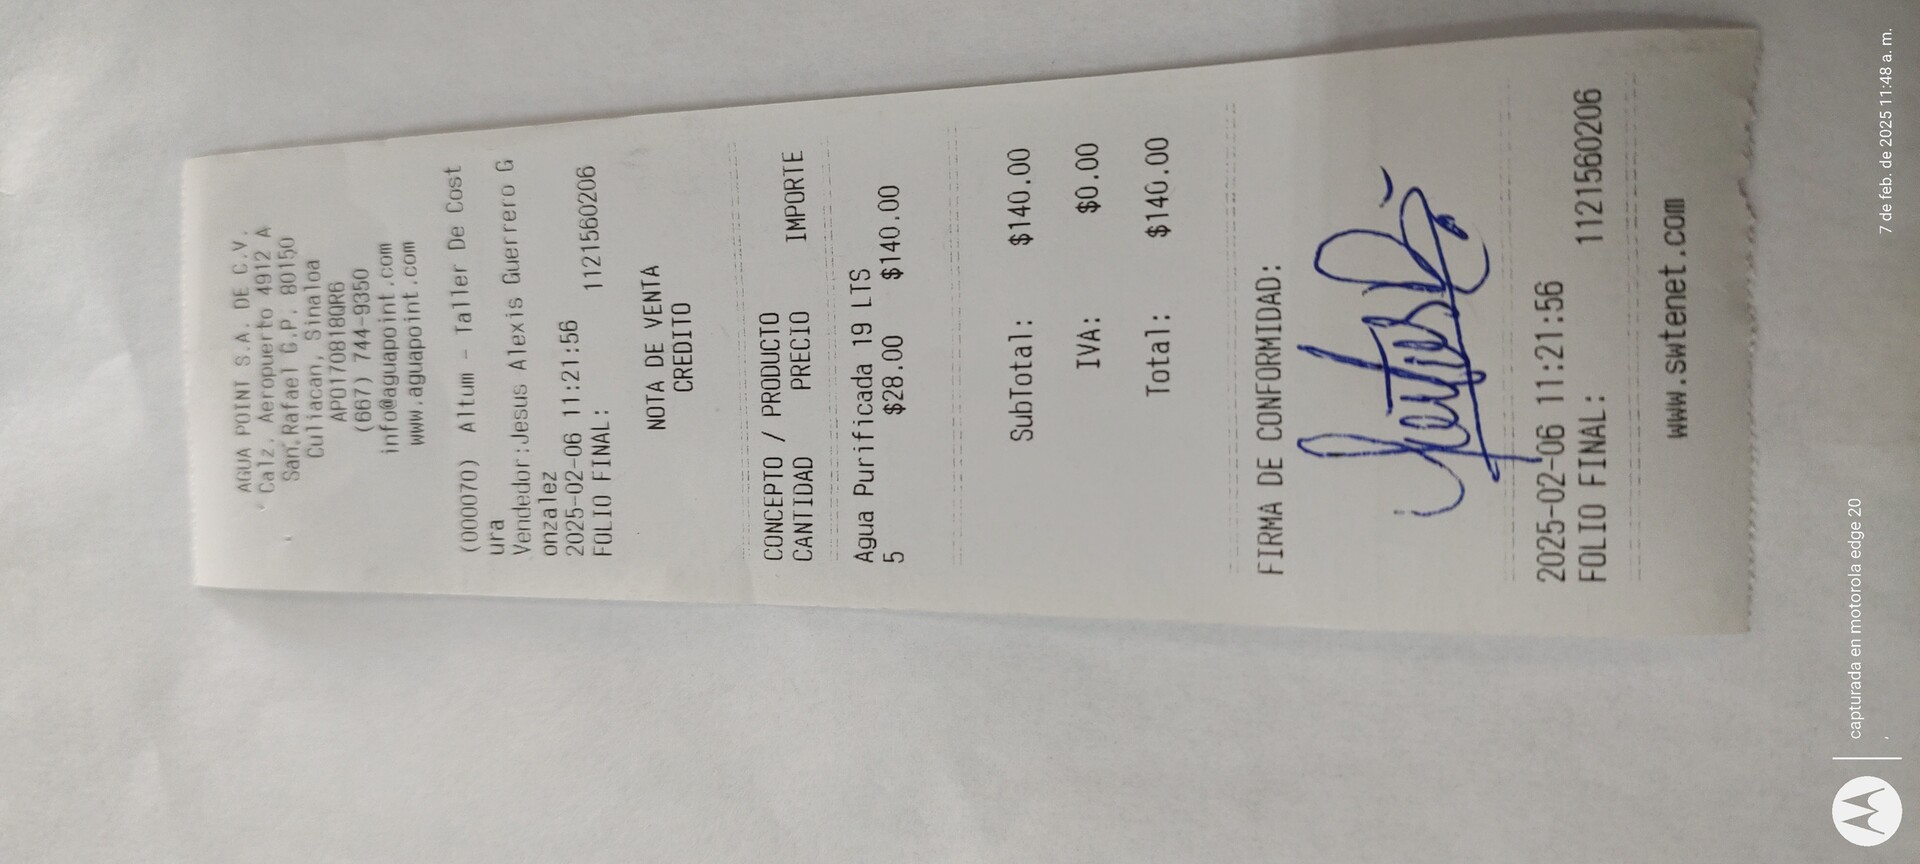 AGUA POINT S.A. DE C.V.
Calz. Aeropuerto 4912 A
San Rafael C.P. 80150
Culiacan, Sinaloa
APO170818QR6
(667) 744-9350
info@aguapoint.com
www.aguapoint.com
(000070) Altum - Taller De Cost
ura
Vendedor:Jesus Alexis Guerrero G
onzalez
2025-02-06 11:21:56
FOLIO FINAL: 1121560206
NOTA DE VENTA
CREDITO
CONCEPTO / PRODUCTO
CANTIDAD PRECIO IMPORTE
Agua Purificada 19 LTS
5 $28.00 $140.00
SubTotal: $140.00
IVA: $0.00
Total: $140.00
FIRMA DE CONFORMIDAD:
2025-02-06 11:21:56
FOLIO FINAL: 1121560206
www.swtenet.com
capturada en motorola edge 20
7 de feb. de 2025 11:48 a. m.